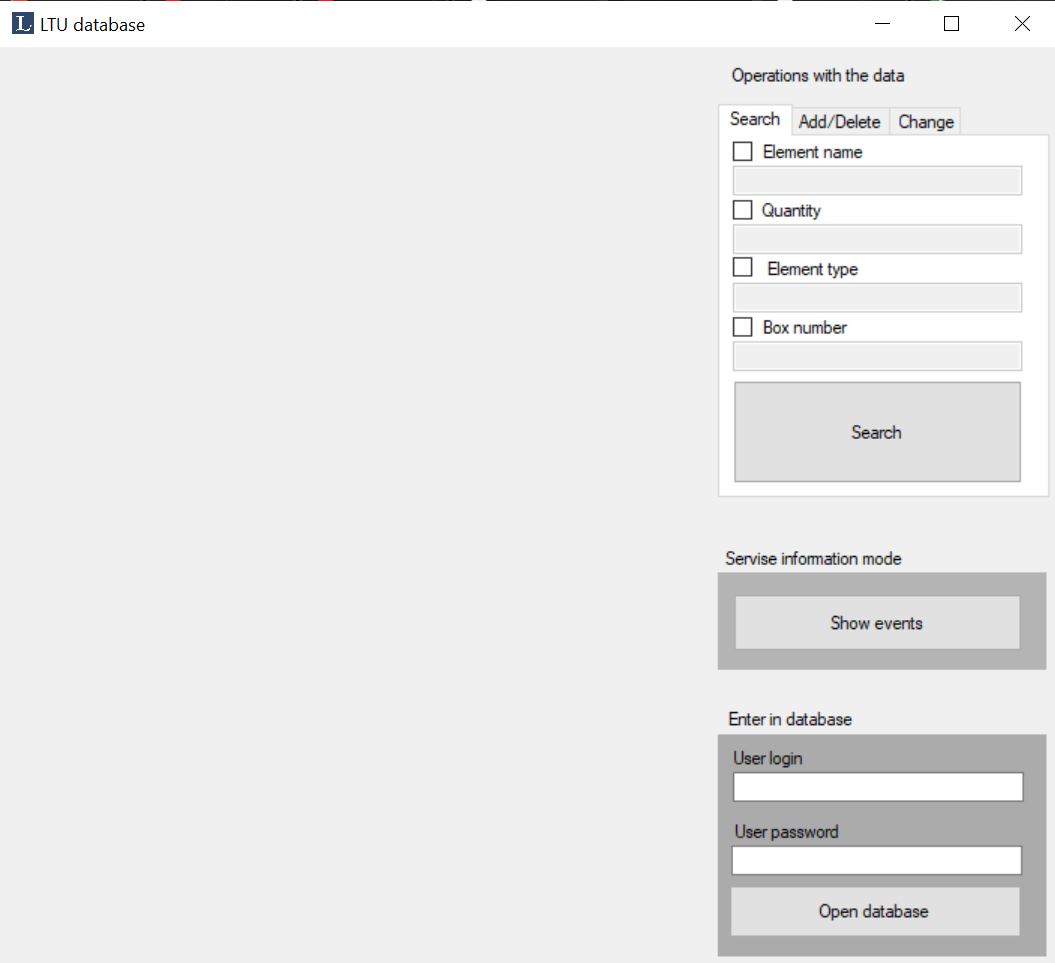 L LTU database
Operations with the data
Search Add/Delete Change
Element name
Quantity
Element type
Box number
Search
Servise information mode
Show events
Enter in database
User login
User password
Open database